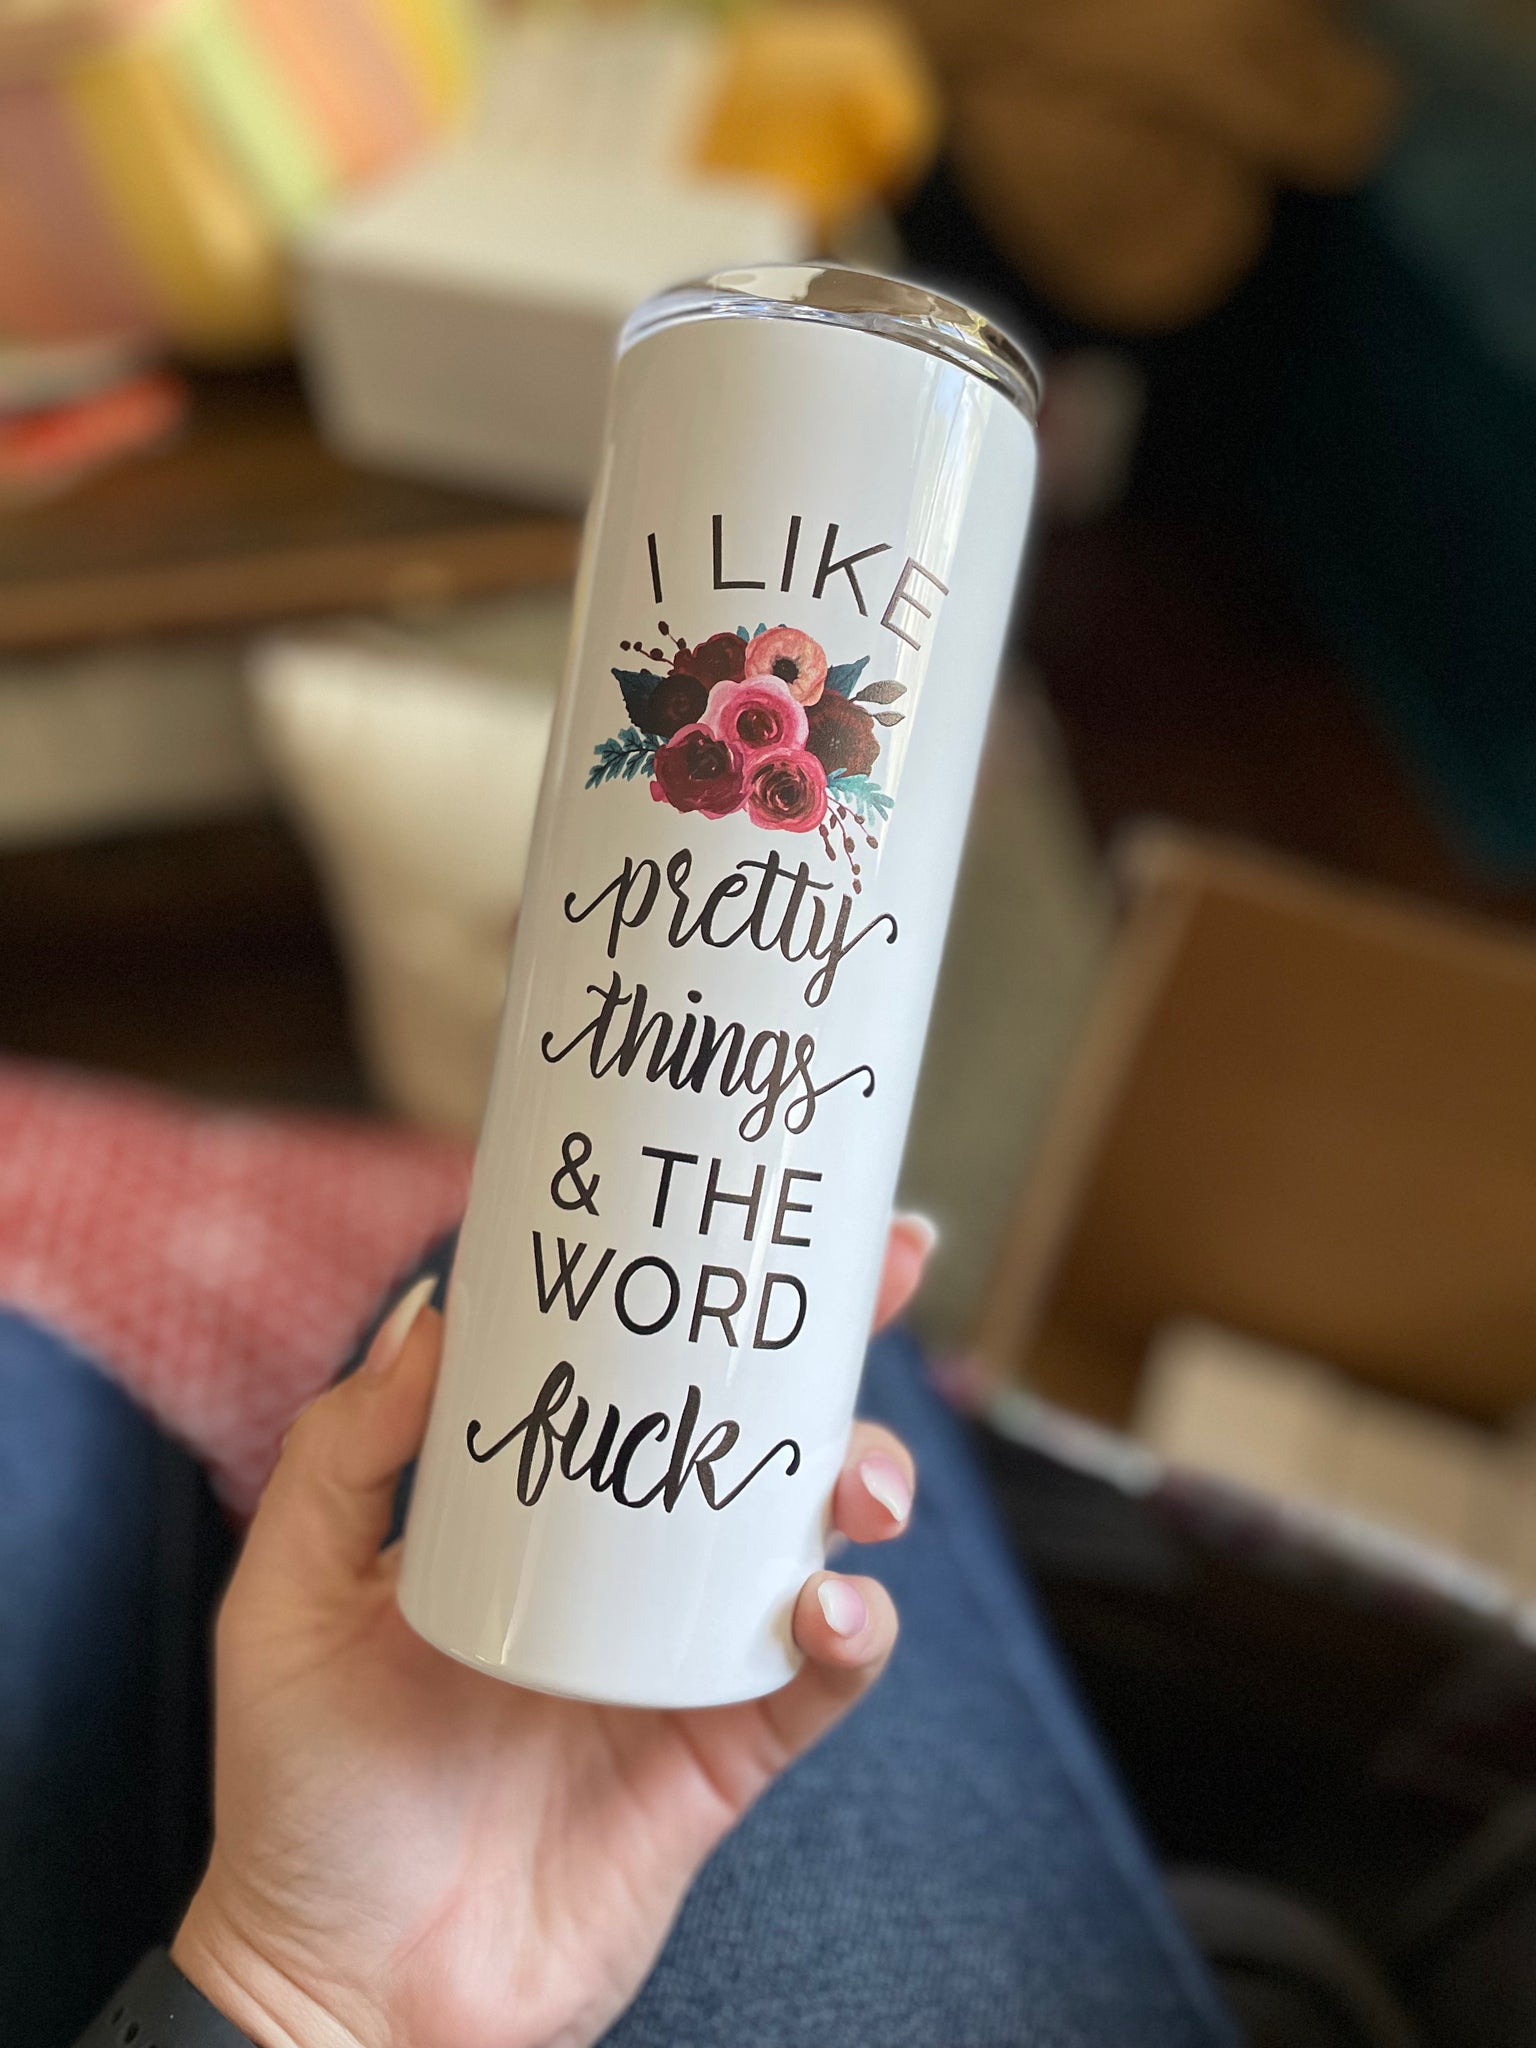 I LIKE
pretty
things
& THE
WORD
fuck